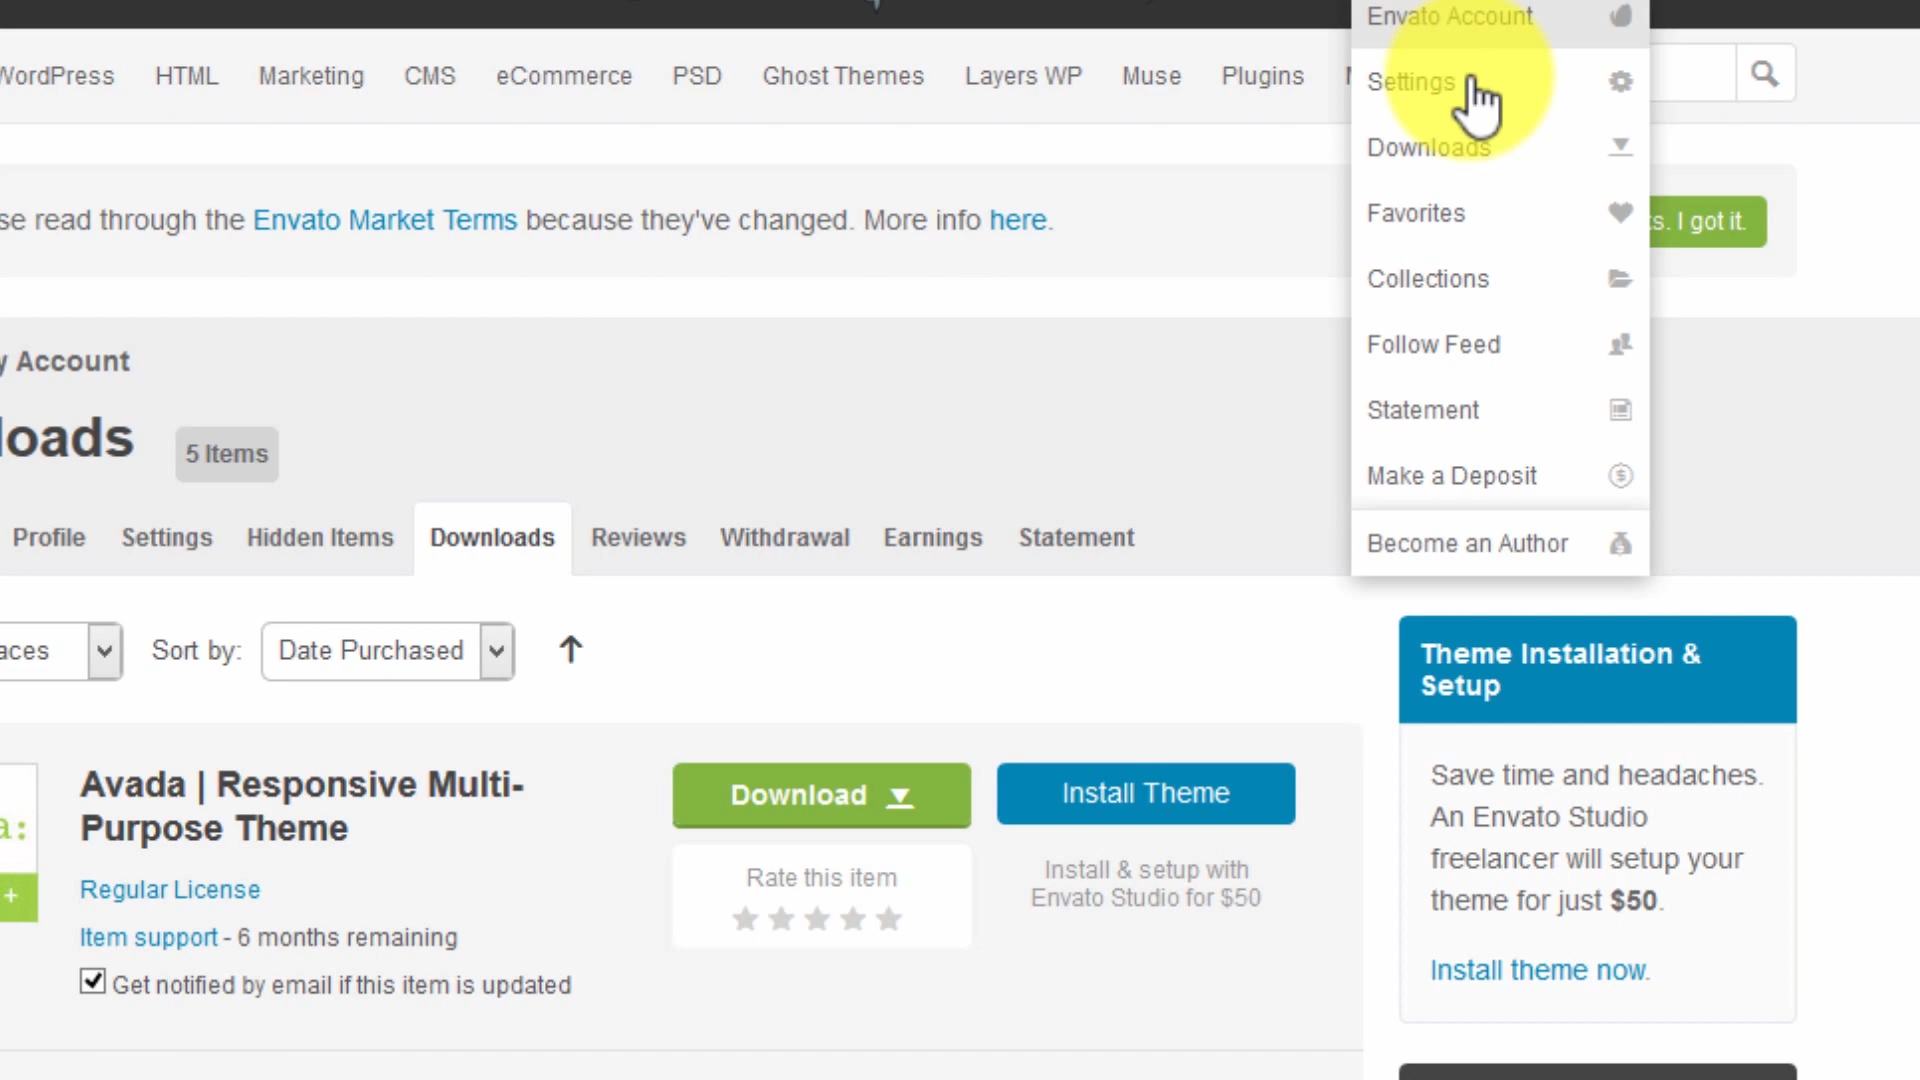 Envato Account
WordPress HTML Marketing CMS eCommerce PSD Ghost Themes Layers WP Muse Plugins
Settings
Downloads
Favorites
Collections
Follow Feed
Statement
Make a Deposit
Become an Author
se read through the Envato Market Terms because they've changed. More info here.
s. I got it.
y Account
loads 5 Items
Profile Settings Hidden Items Downloads Reviews Withdrawal Earnings Statement
aces Sort by: Date Purchased
Avada | Responsive Multi-
Purpose Theme
Regular License
Item support - 6 months remaining
Get notified by email if this item is updated
a:
+
Download
Rate this item
Install Theme
Install & setup with
Envato Studio for $50
Theme Installation &
Setup
Save time and headaches.
An Envato Studio
freelancer will setup your
theme for just $50.
Install theme now.